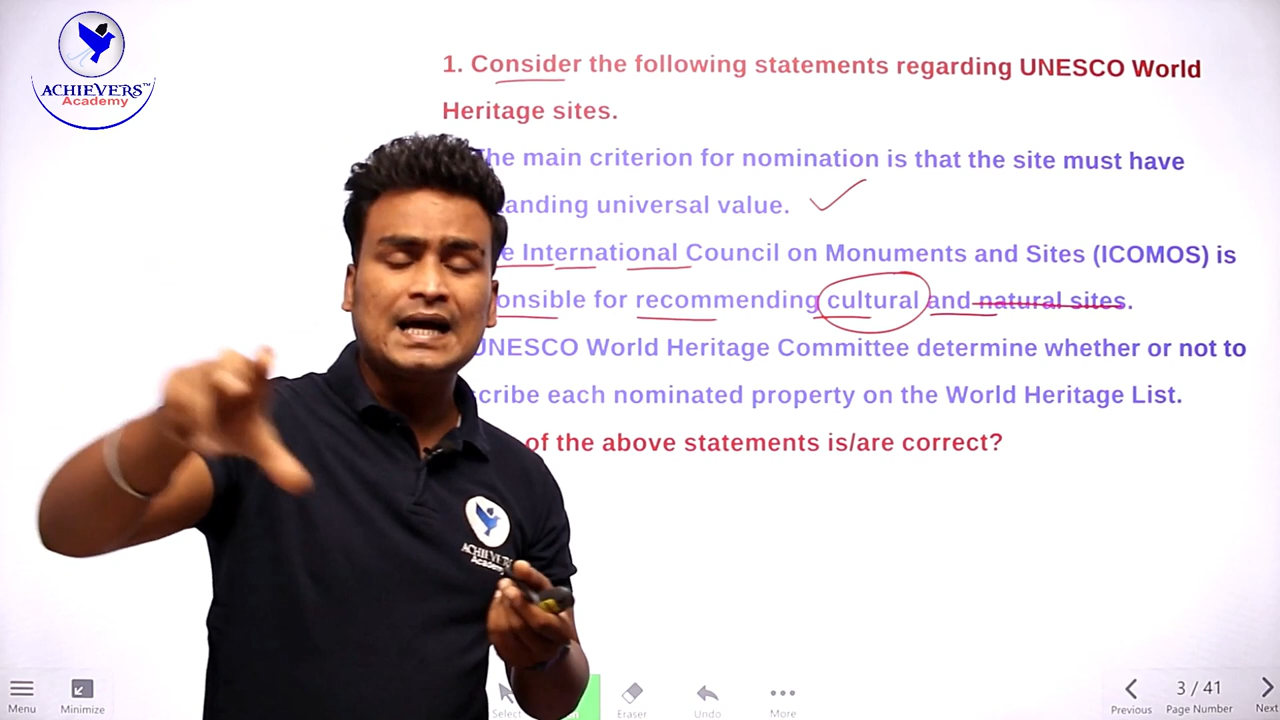 ACHIEVERS™
Academy
1. Consider the following statements regarding UNESCO World
Heritage sites.
The main criterion for nomination is that the site must have
universal value.
International Council on Monuments and Sites (ICOMOS) is
for recommending cultural and natural sites.
UNESCO World Heritage Committee determine whether or not to
each nominated property on the World Heritage List.
of the above statements is/are correct?
ACHIEVERS
Academy
Menu
Minimize
Select
Eraser
Undo
More
Previous
3 / 41
Page Number
Next